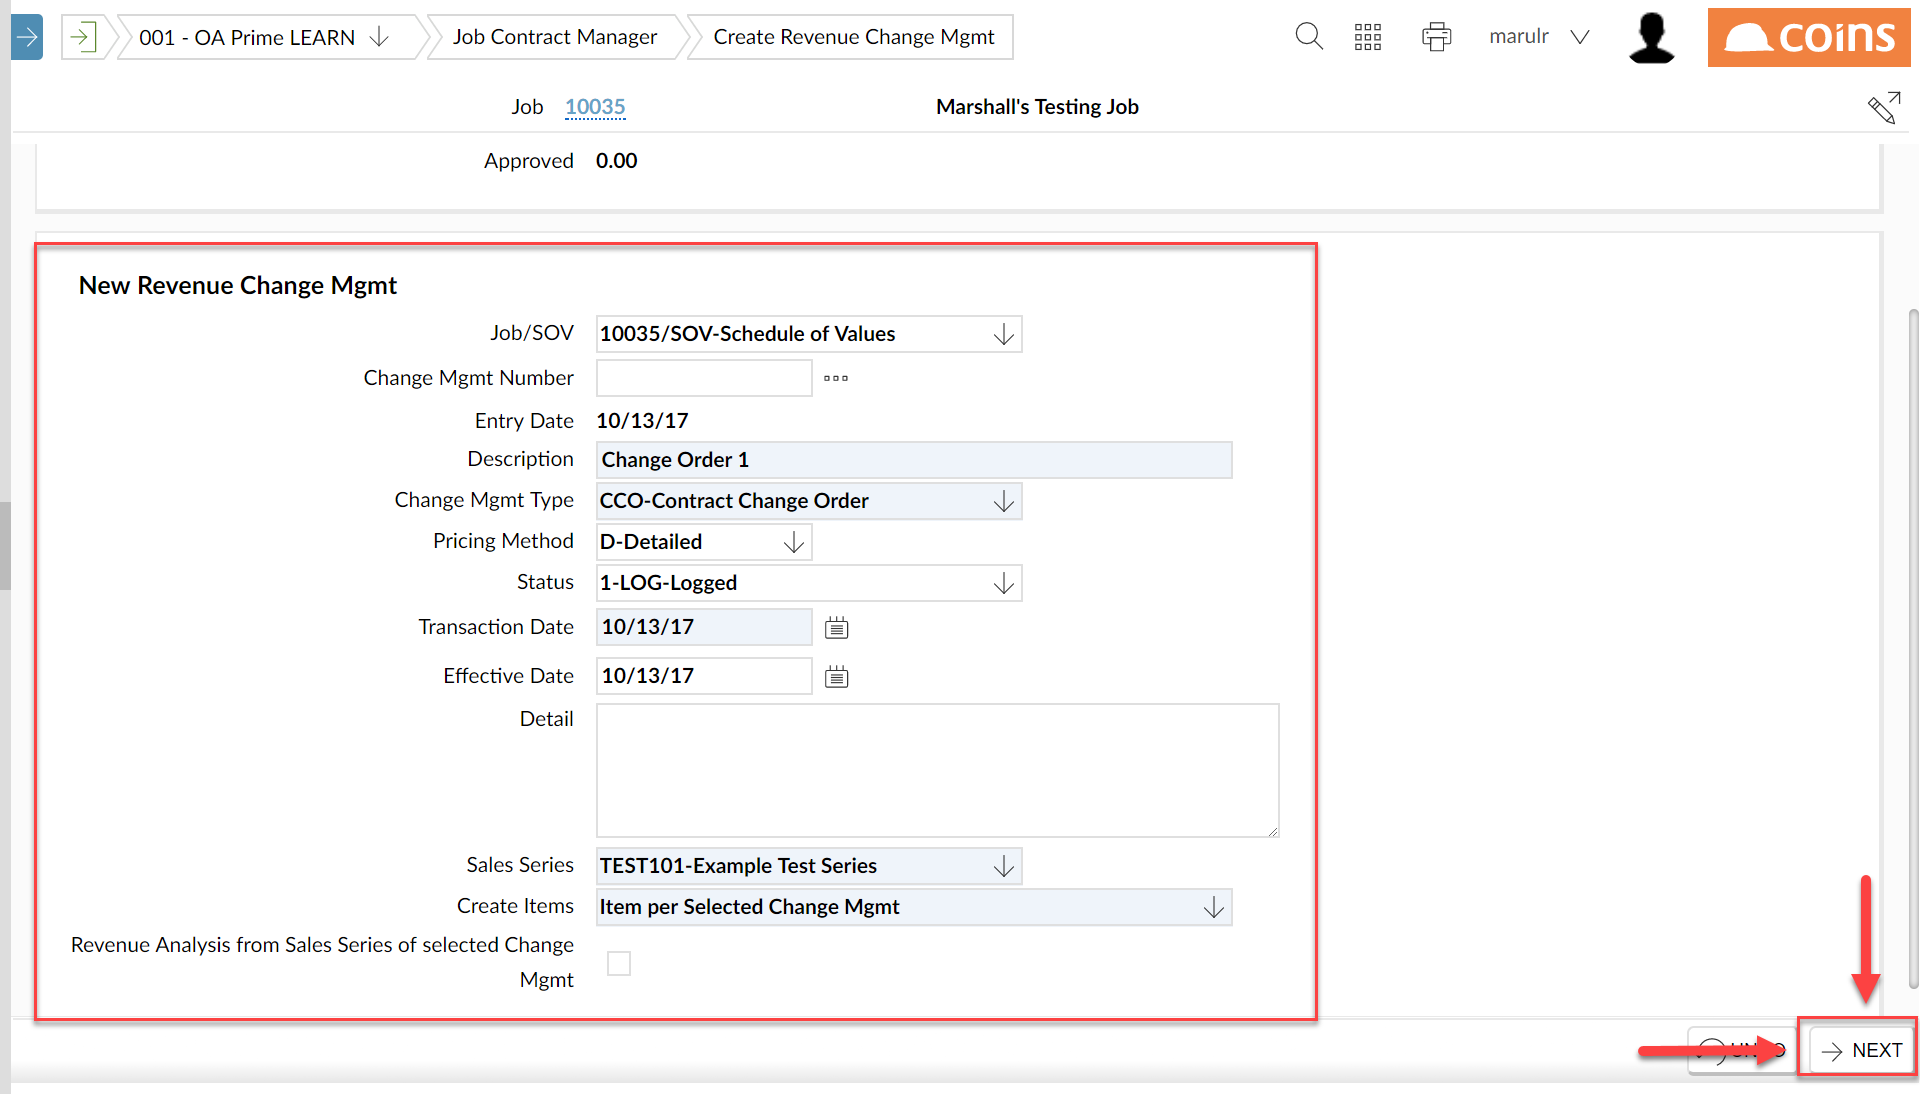 001 - OA Prime LEARN
Job Contract Manager
Create Revenue Change Mgmt
marulr
coins
Job 10035 Marshall's Testing Job
Approved 0.00
New Revenue Change Mgmt
Job/SOV 10035/SOV-Schedule of Values
Change Mgmt Number
Entry Date 10/13/17
Description Change Order 1
Change Mgmt Type CCO-Contract Change Order
Pricing Method D-Detailed
Status 1-LOG-Logged
Transaction Date 10/13/17
Effective Date 10/13/17
Detail
Sales Series TEST101-Example Test Series
Create Items Item per Selected Change Mgmt
Revenue Analysis from Sales Series of selected Change
Mgmt
NEXT